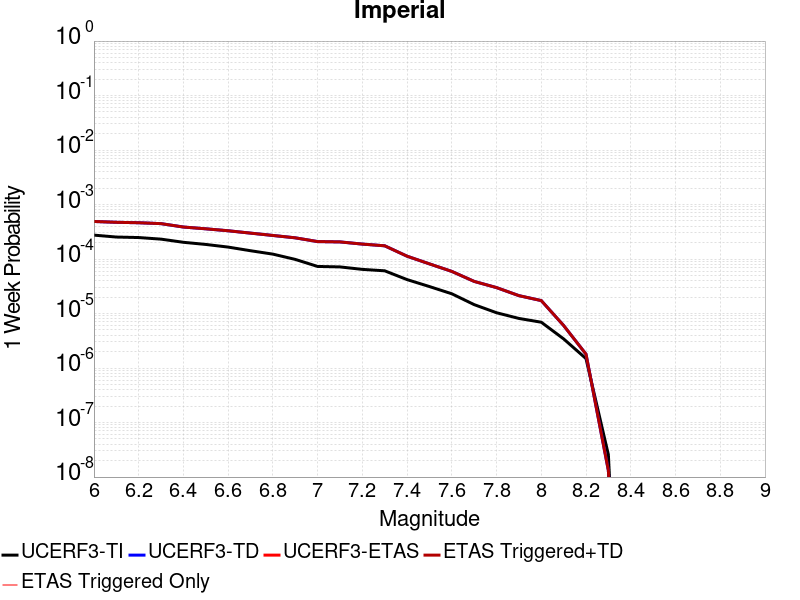 Imperial
10^0
10^-1
10^-2
10^-3
10^-4
10^-5
10^-6
10^-7
10^-8
1 Week Probability
6 6.2 6.4 6.6 6.8 7 7.2 7.4 7.6 7.8 8 8.2 8.4 8.6 8.8 9
Magnitude
UCERF3-TI UCERF3-TD UCERF3-ETAS ETAS Triggered+TD
ETAS Triggered Only